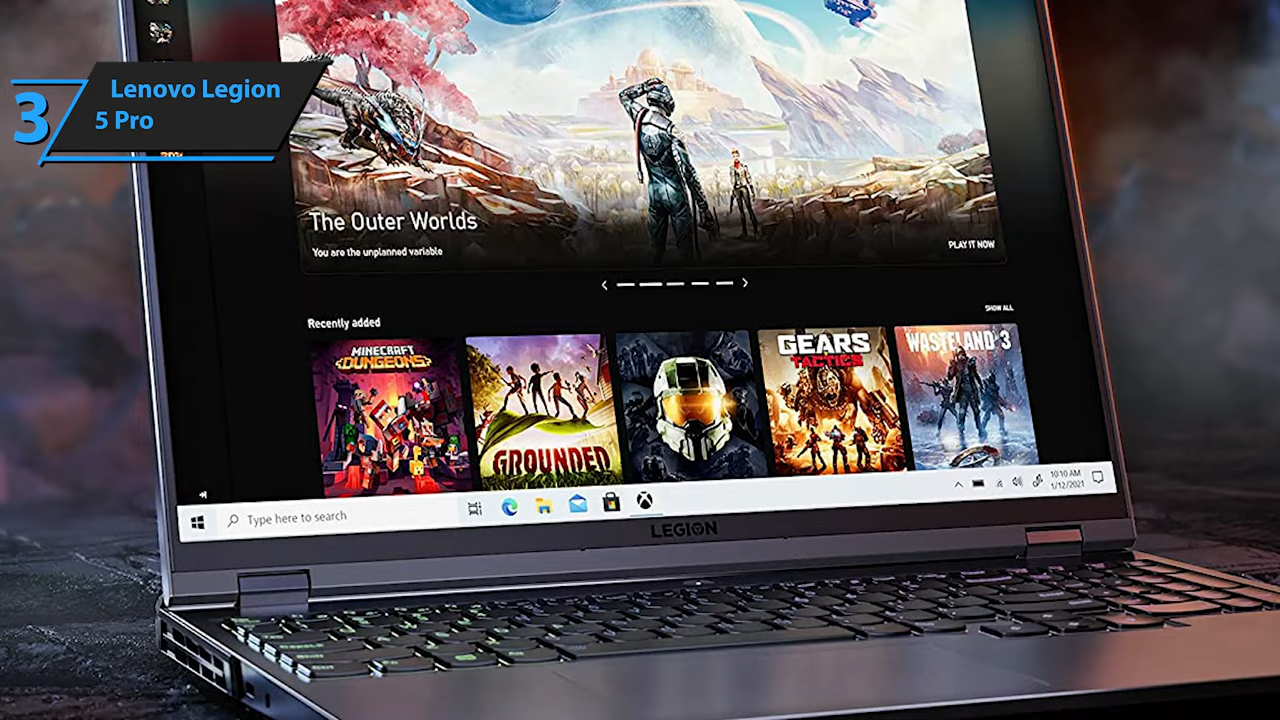 3
Lenovo Legion
5 Pro
The Outer Worlds
You are the unplanned variable
PLAY IT NOW
Recently added
SHOW ALL
MINECRAFT
DUNGEONS
GROUNDED
GEARS
TACTICS
WASTELAND 3
Type here to search
10:10 AM
1/12/2021
LEGION